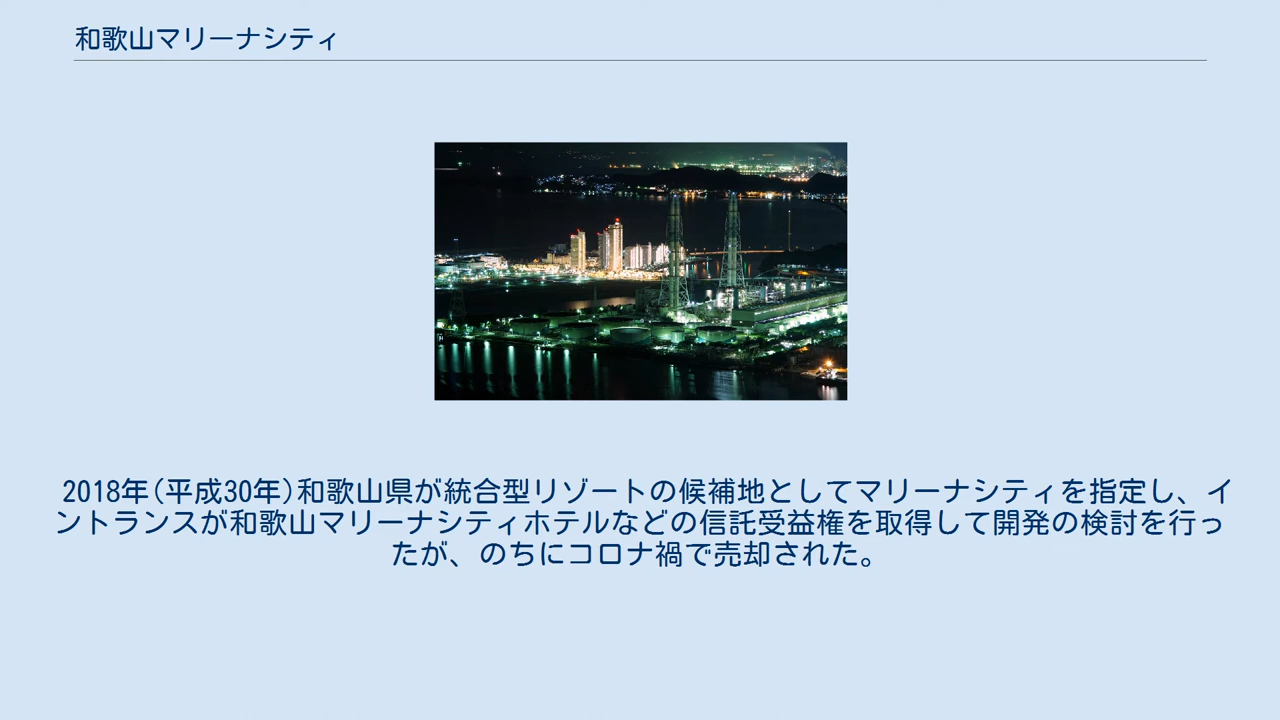 和歌山マリーナシティ
2018年(平成30年)和歌山県が統合型リゾートの候補地としてマリーナシティを指定し、イ
ントランスが和歌山マリーナシティホテルなどの信託受益権を取得して開発の検討を行っ
たが、のちにコロナ禍で売却された。